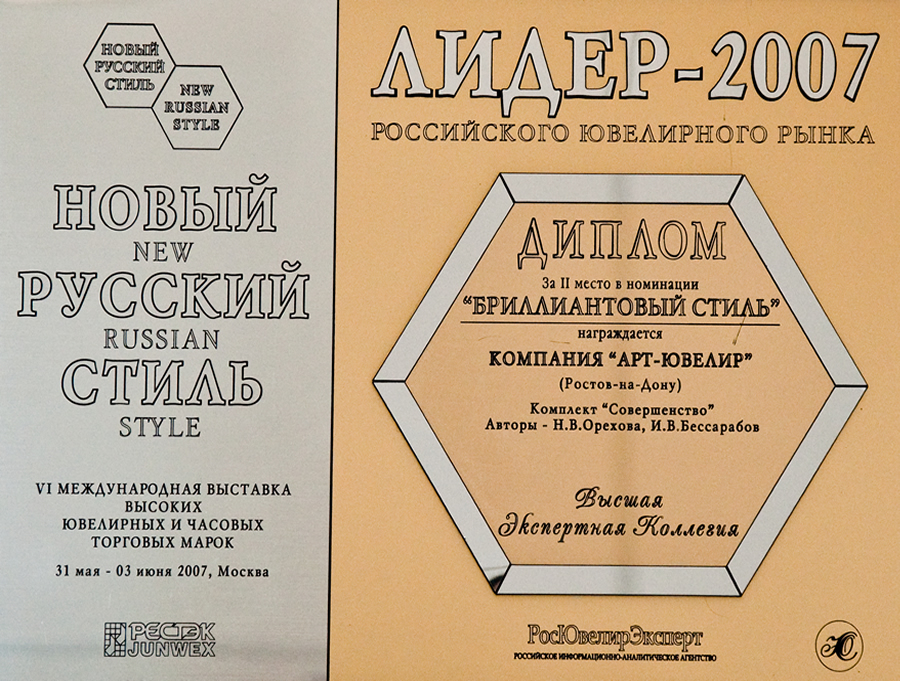 НОВЫЙ
РУССКИЙ
СТИЛЬ
NEW
RUSSIAN
STYLE
НОВЫЙ
NEW
РУССКИЙ
RUSSIAN
СТИЛЬ
STYLE
VI МЕЖДУНАРОДНАЯ ВЫСТАВКА
ВЫСОКИХ
ЮВЕЛИРНЫХ И ЧАСОВЫХ
ТОРГОВЫХ МАРОК
31 мая - 03 июня 2007, Москва
РЕСТЭК
JUNWEX
ЛИДЕР-2007
РОССИЙСКОГО ЮВЕЛИРНОГО РЫНКА
ДИПЛОМ
За II место в номинации
“БРИЛЛИАНТОВЫЙ СТИЛЬ”
награждается
КОМПАНИЯ “АРТ-ЮВЕЛИР”
(Ростов-на-Дону)
Комплект “Совершенство”
Авторы - Н.В.Орехова, И.В.Бессарабов
Высшая
Экспертная Коллегия
РосЮвелирЭксперт
РОССИЙСКОЕ ИНФОРМАЦИОННО-АНАЛИТИЧЕСКОЕ АГЕНТСТВО
Ю